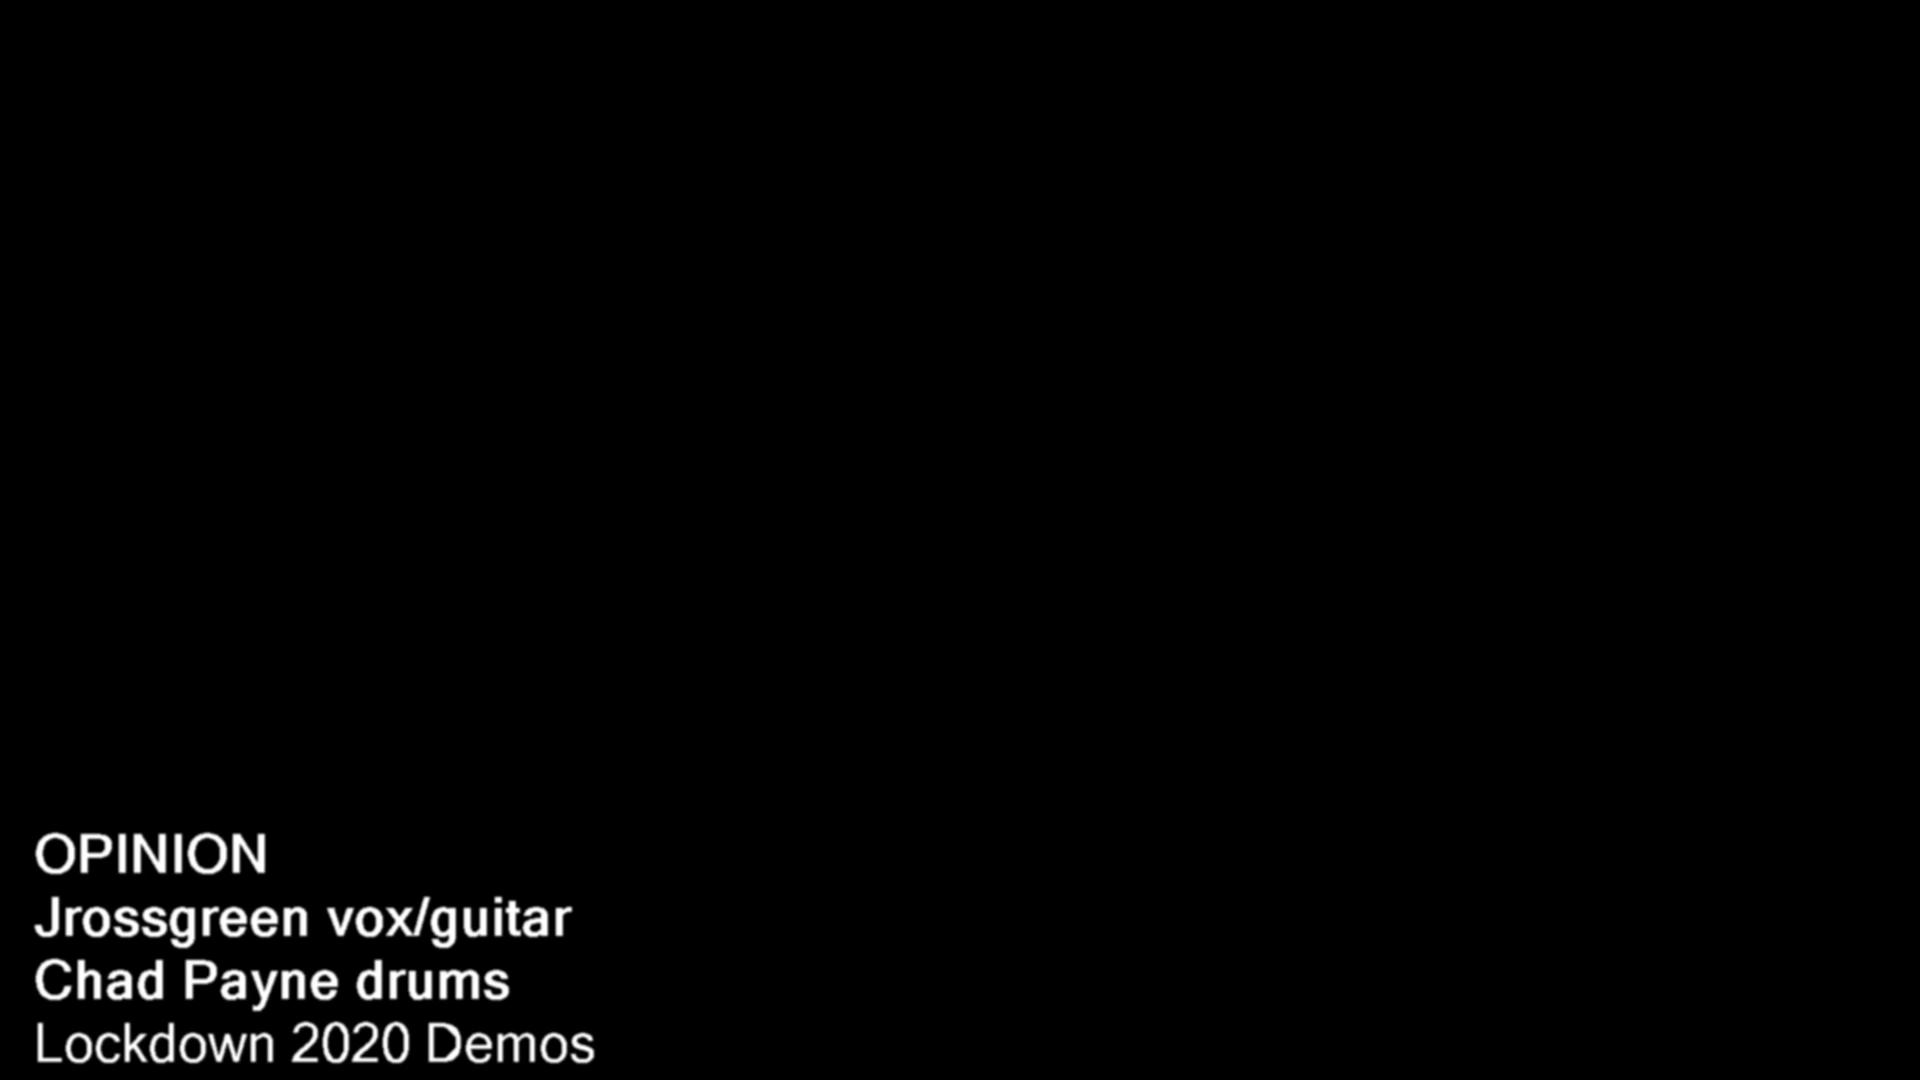 OPINION
Jrossgreen vox/guitar
Chad Payne drums
Lockdown 2020 Demos